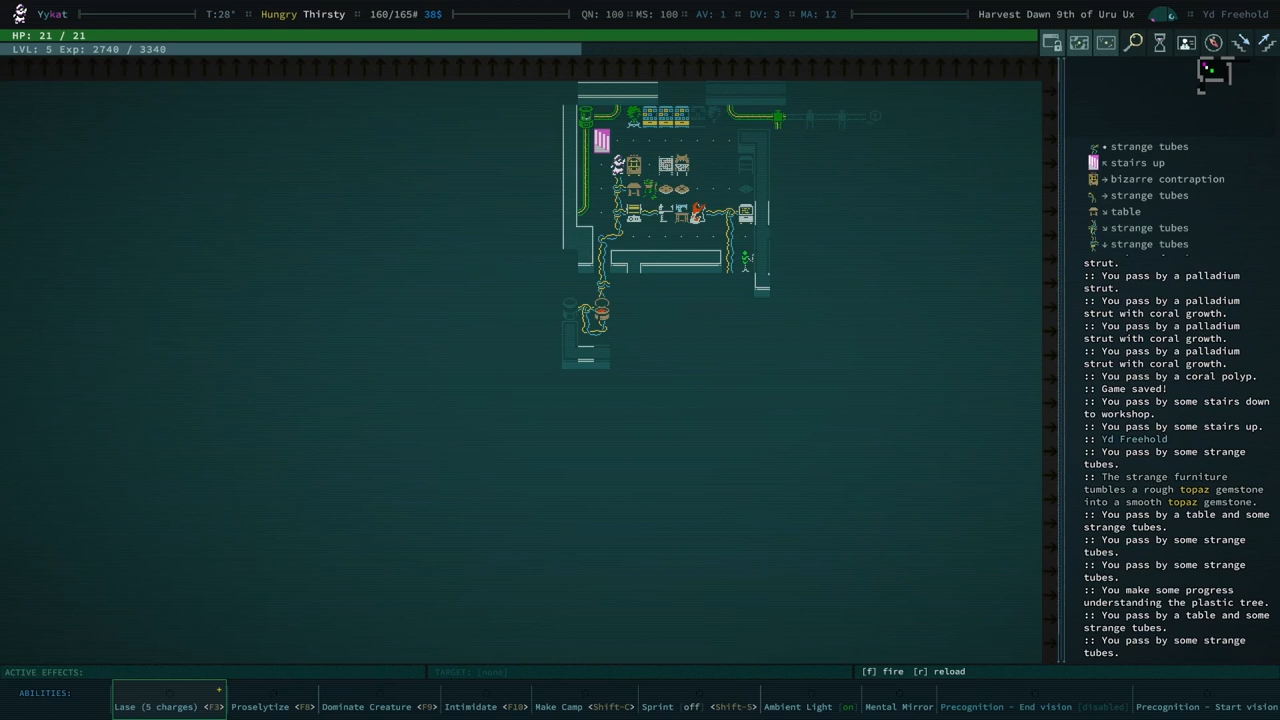 Yykat T:28° :: Hungry Thirsty :: 160/165# 38$ QN: 100 :: MS: 100 :: AV: 1 :: DV: 3 :: MA: 12 Harvest Dawn 9th of Uru Ux Yd Freehold
HP: 21 / 21
LVL: 5 Exp: 2740 / 3340
strange tubes
stairs up
bizarre contraption
strange tubes
table
strange tubes
strange tubes
strut.
:: You pass by a palladium
strut.
:: You pass by a palladium
strut with coral growth.
:: You pass by a palladium
strut with coral growth.
:: You pass by a palladium
strut with coral growth.
:: You pass by a coral polyp.
:: Game saved!
:: You pass by some stairs down
to workshop.
:: You pass by some stairs up.
:: Yd Freehold
:: You pass by some strange
tubes.
:: The strange furniture
tumbles a rough topaz gemstone
into a smooth topaz gemstone.
:: You pass by a table and some
strange tubes.
:: You pass by some strange
tubes.
:: You pass by some strange
tubes.
:: You make some progress
understanding the plastic tree.
:: You pass by a table and some
strange tubes.
:: You pass by some strange
tubes.
ACTIVE EFFECTS: TARGET: [none] [f] fire [r] reload
ABILITIES: Lase (5 charges) <F3> Proselytize <F8> Dominate Creature <F9> Intimidate <F10> Make Camp <Shift-C> Sprint [off] <Shift-S> Ambient Light [on] Mental Mirror Precognition - End vision [disabled] Precognition - Start vision